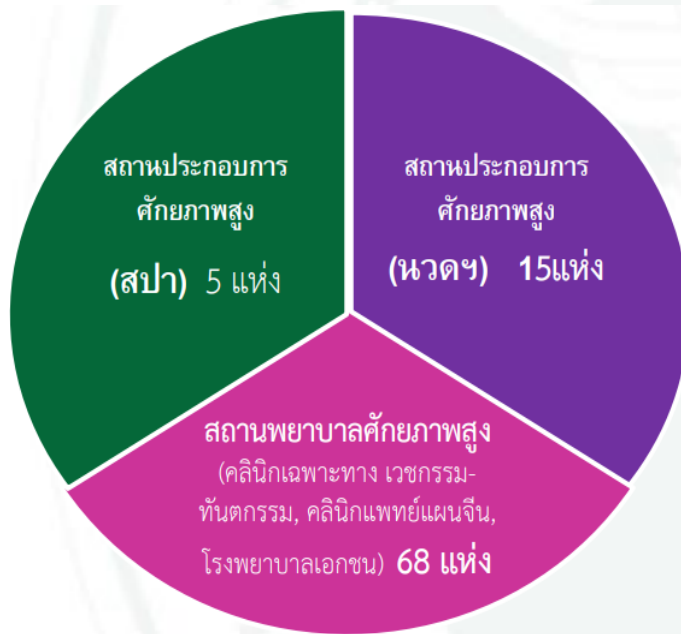 สถานประกอบการ
ศักยภาพสูง
(สปา) 5 แห่ง
สถานประกอบการ
ศักยภาพสูง
(นวดฯ) 15แห่ง
สถานพยาบาลศักยภาพสูง
(คลินิกเฉพาะทาง เวชกรรม-
ทันตกรรม, คลินิกแพทย์แผนจีน,
โรงพยาบาลเอกชน) 68 แห่ง